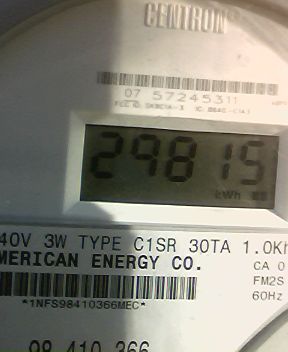 CENTRON
07 57245311
29815
kWh
40V 3W TYPE C1SR 30TA 1.0Kh
MERICAN ENERGY CO.
CA 0
FM2S
60Hz
*1NFS98410366MEC*
98 410 366